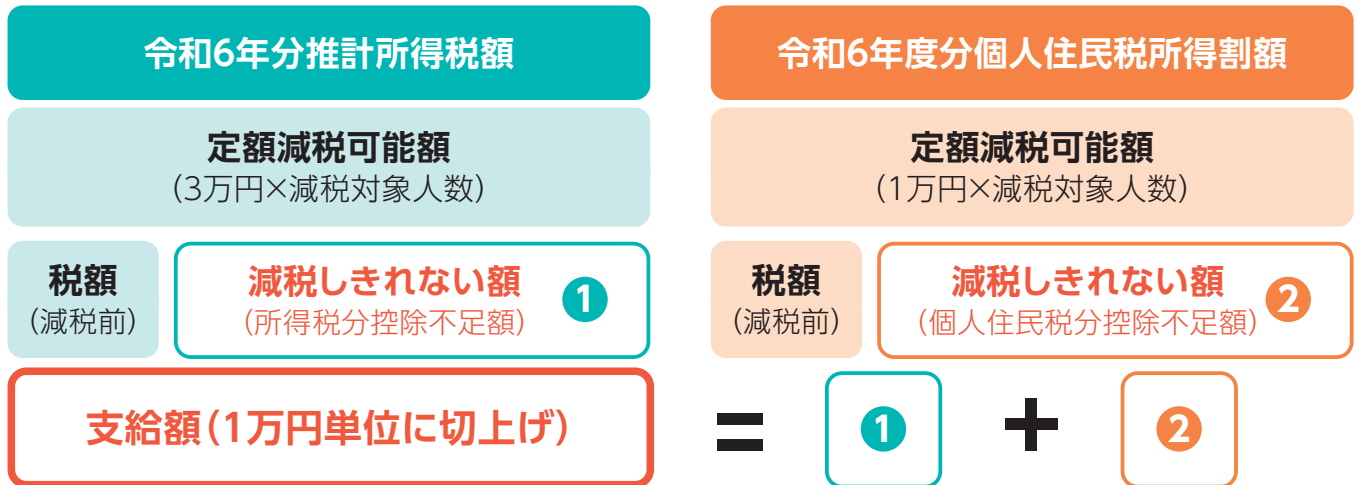 令和6年分推計所得税額
定額減税可能額
(3万円×減税対象人数)
税額
(減税前)
減税しきれない額
(所得税分控除不足額)
1
令和6年度分個人住民税所得割額
定額減税可能額
(1万円×減税対象人数)
税額
(減税前)
減税しきれない額
(個人住民税分控除不足額)
2
支給額(1万円単位に切上げ)
=
1
+
2